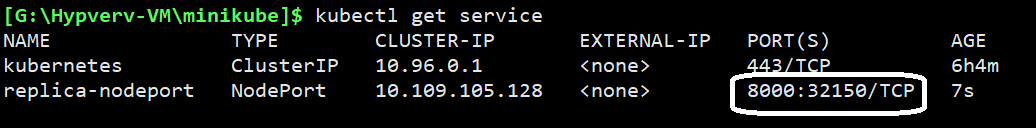 [G:\Hypverv-VM\minikube]$ kubectl get service
NAME TYPE CLUSTER-IP EXTERNAL-IP PORT(S) AGE
kubernetes ClusterIP 10.96.0.1 <none> 443/TCP 6h4m
replica-nodeport NodePort 10.109.105.128 <none> 8000:32150/TCP 7s